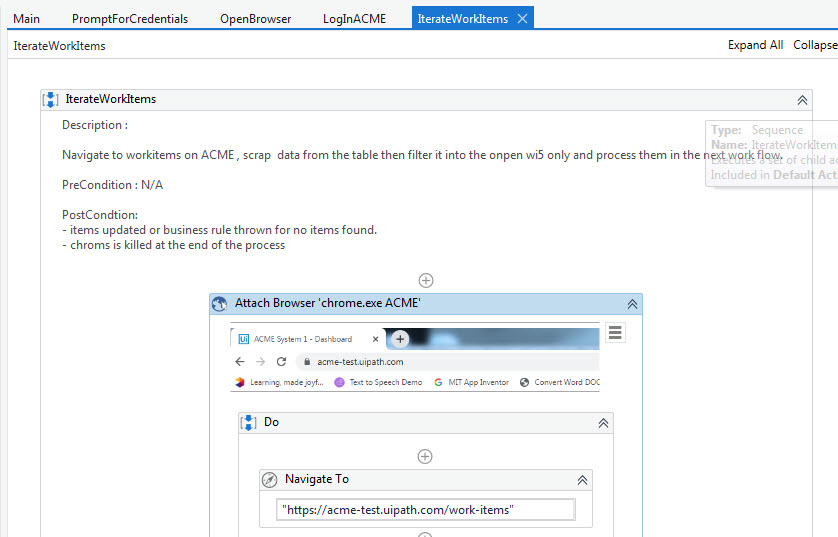 Main PromptForCredentials OpenBrowser LogInACME IterateWorkItems
IterateWorkItems Expand All Collapse
IterateWorkItems
Description :
Navigate to workitems on ACME , scrap data from the table then filter it into the onpen wi5 only and process them in the next work flow.
PreCondition : N/A
PostCondtion:
- items updated or business rule thrown for no items found.
- chroms is killed at the end of the process
Type: Sequence
Name: IterateWorkItem
Executes a set of child ac
Included in Default Acti
Attach Browser 'chrome.exe ACME'
Ui ACME System 1 - Dashboard
acme-test.uipath.com
Learning, made joyf... Text to Speech Demo MIT App Inventor Convert Word DOC
Do
Navigate To
"https://acme-test.uipath.com/work-items"